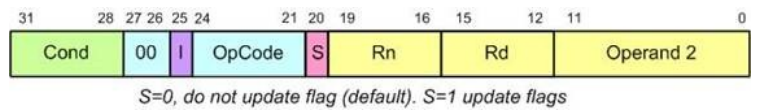 31 28 27 26 25 24 21 20 19 16 15 12 11 0
Cond 00 I OpCode S Rn Rd Operand 2
S=0, do not update flag (default). S=1 update flags